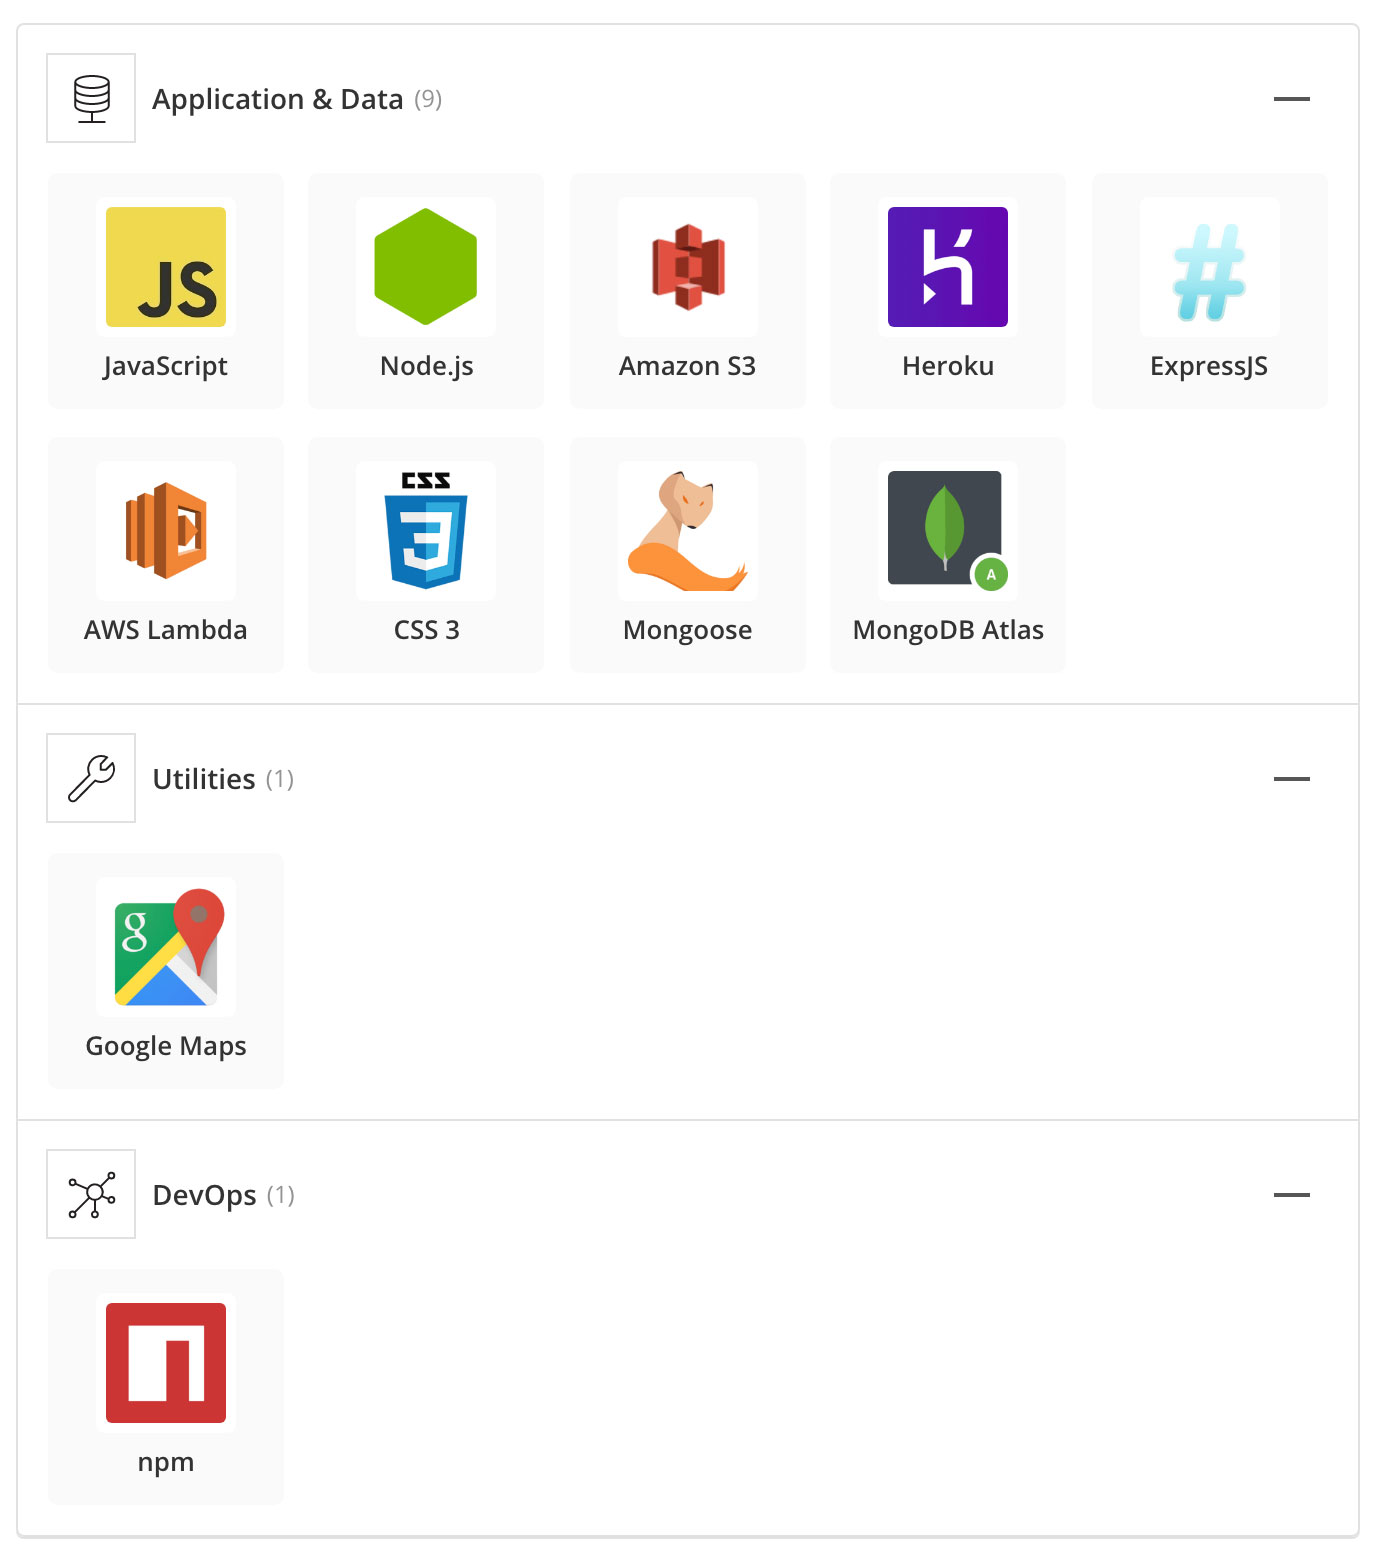 Application & Data (9)
JS
JavaScript
Node.js
Amazon S3
Heroku
#
ExpressJS
AWS Lambda
CSS
3
CSS 3
Mongoose
A
MongoDB Atlas
Utilities (1)
g
Google Maps
DevOps (1)
n
npm